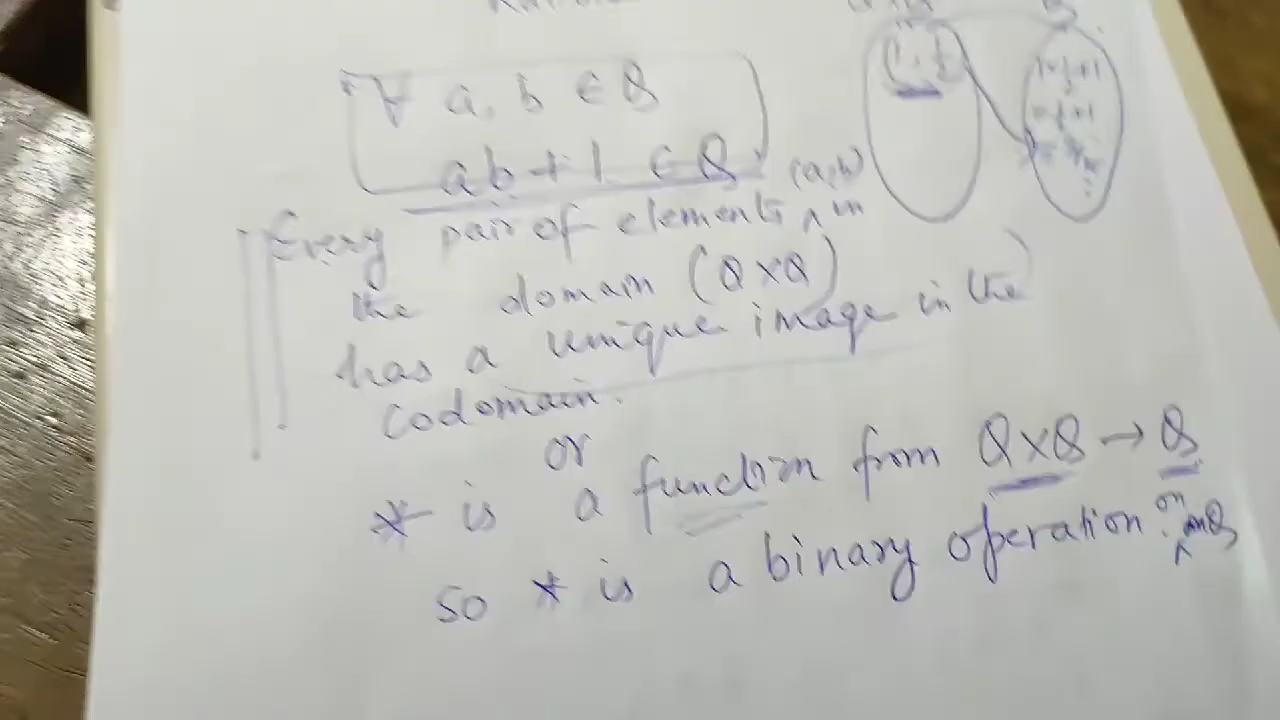 ∀ a, b ∈ Q
ab + 1 ∈ Q
Every pair of elements (a, b) in
the domain (Q × Q)
has a unique image in the
codomain.
or
* is a function from Q × Q → Q
so * is a binary operation on Q